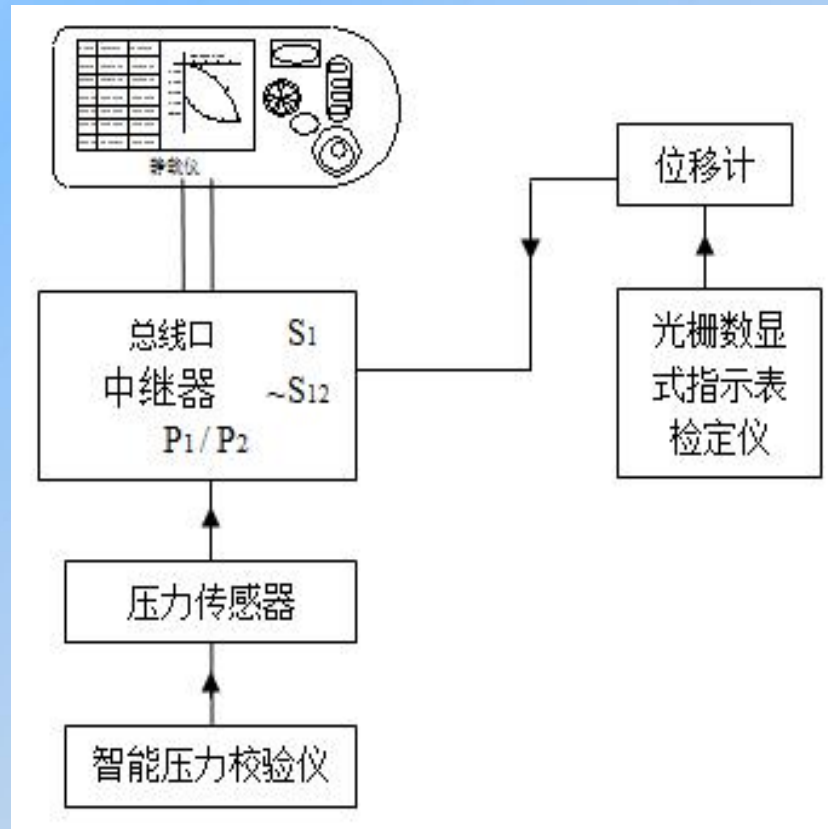 静载仪
位移计
总线口 S1
中继器 ~S12
P1 / P2
光栅数显
式指示表
检定仪
压力传感器
智能压力校验仪